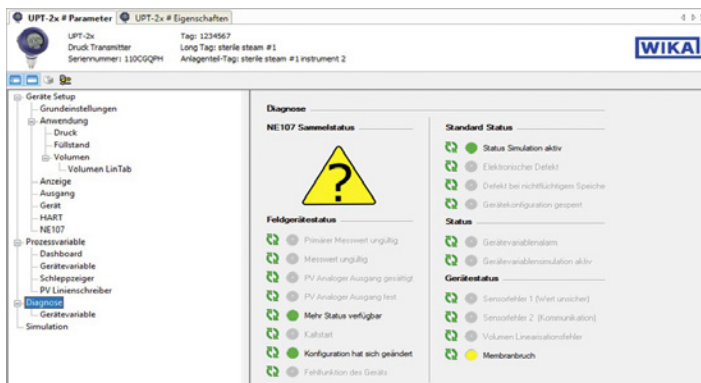 UPT-2x # Parameter UPT-2x # Eigenschaften
UPT-2x Tag: 1234567
Druck Transmitter Long Tag: sterile steam #1
Seriennummer: 110CGQPH Anlagenteil-Tag: sterile steam #1 instrument 2
WIKA
Geräte Setup
Grundeinstellungen
Anwendung
Druck
Füllstand
Volumen
Volumen LinTab
Anzeige
Ausgang
Gerät
HART
NE107
Prozessvariable
Dashboard
Gerätevariable
Schleppzeiger
PV Linienschreiber
Diagnose
Gerätevariable
Simulation
Diagnose
NE107 Sammelstatus
?
Feldgerätestatus
Primärer Messwert ungültig
Messwert ungültig
PV Analoger Ausgang gesättigt
PV Analoger Ausgang fest
Mehr Status verfügbar
Kaltstart
Konfiguration hat sich geändert
Fehlfunktion des Geräts
Standard Status
Status Simulation aktiv
Elektronischer Defekt
Defekt bei nichtflüchtigem Speiche
Gerätekonfiguration gesperrt
Status
Gerätevariablenalarm
Gerätevariablensimulation aktiv
Gerätestatus
Sensorfehler 1 (Wert unsicher)
Sensorfehler 2 (Kommunikation)
Volumen Linearisationsfehler
Membranbruch